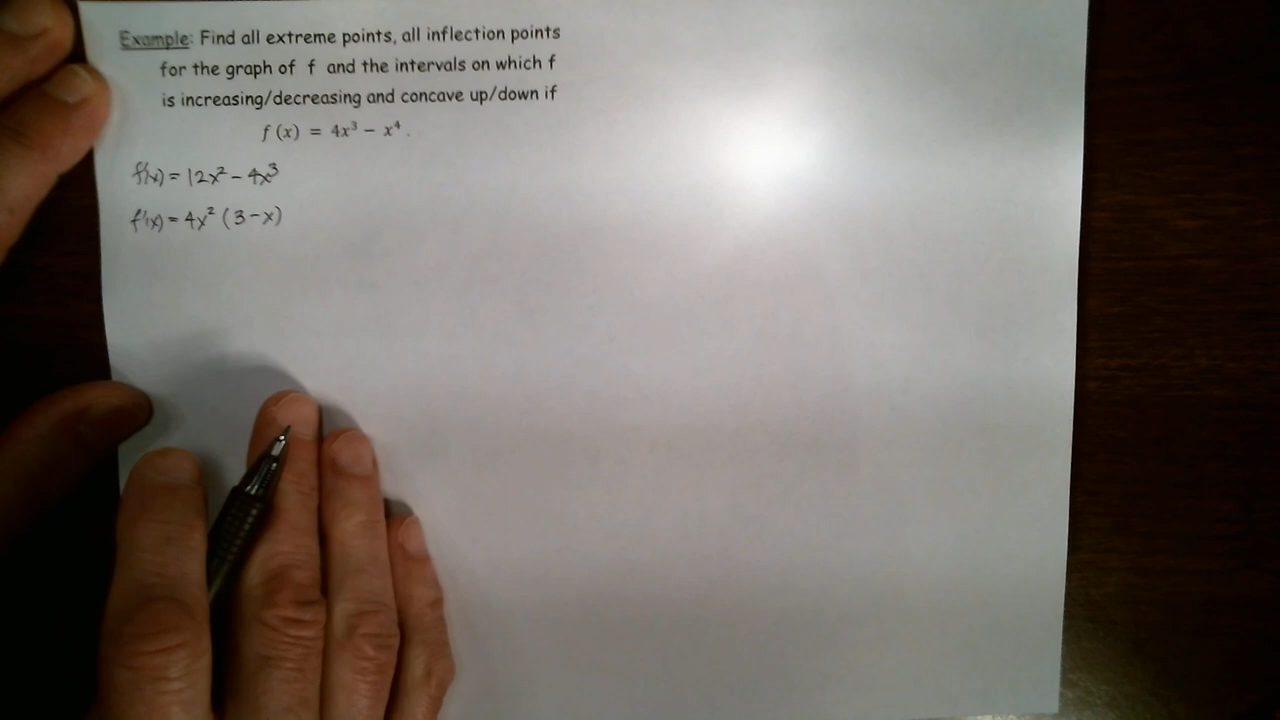 Example: Find all extreme points, all inflection points
for the graph of f and the intervals on which f
is increasing/decreasing and concave up/down if
f (x) = 4x³ − x⁴ .
f'(x) = 12x² − 4x³
f'(x) = 4x² (3 − x)